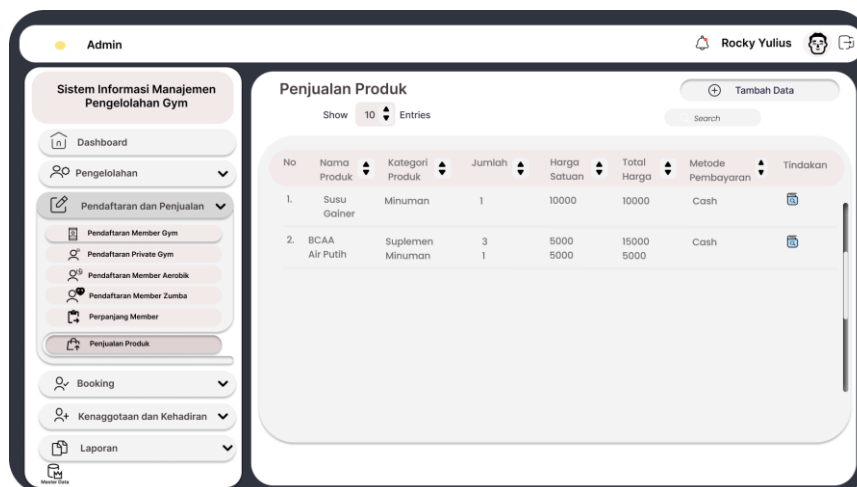 Admin
Rocky Yulius
Sistem Informasi Manajemen
Pengelolahan Gym
Dashboard
Pengelolahan
Pendaftaran dan Penjualan
Pendaftaran Member Gym
Pendaftaran Private Gym
Pendaftaran Member Aerobik
Pendaftaran Member Zumba
Perpanjang Member
Penjualan Produk
Booking
Kenaggotaan dan Kehadiran
Laporan
Master Data
Penjualan Produk
Tambah Data
Show 10 Entries
Search
No Nama Produk Kategori Produk Jumlah Harga Satuan Total Harga Metode Pembayaran Tindakan
1. Susu Gainer Minuman 1 10000 10000 Cash
2. BCAA Suplemen 3 5000 15000 Cash
Air Putih Minuman 1 5000 5000